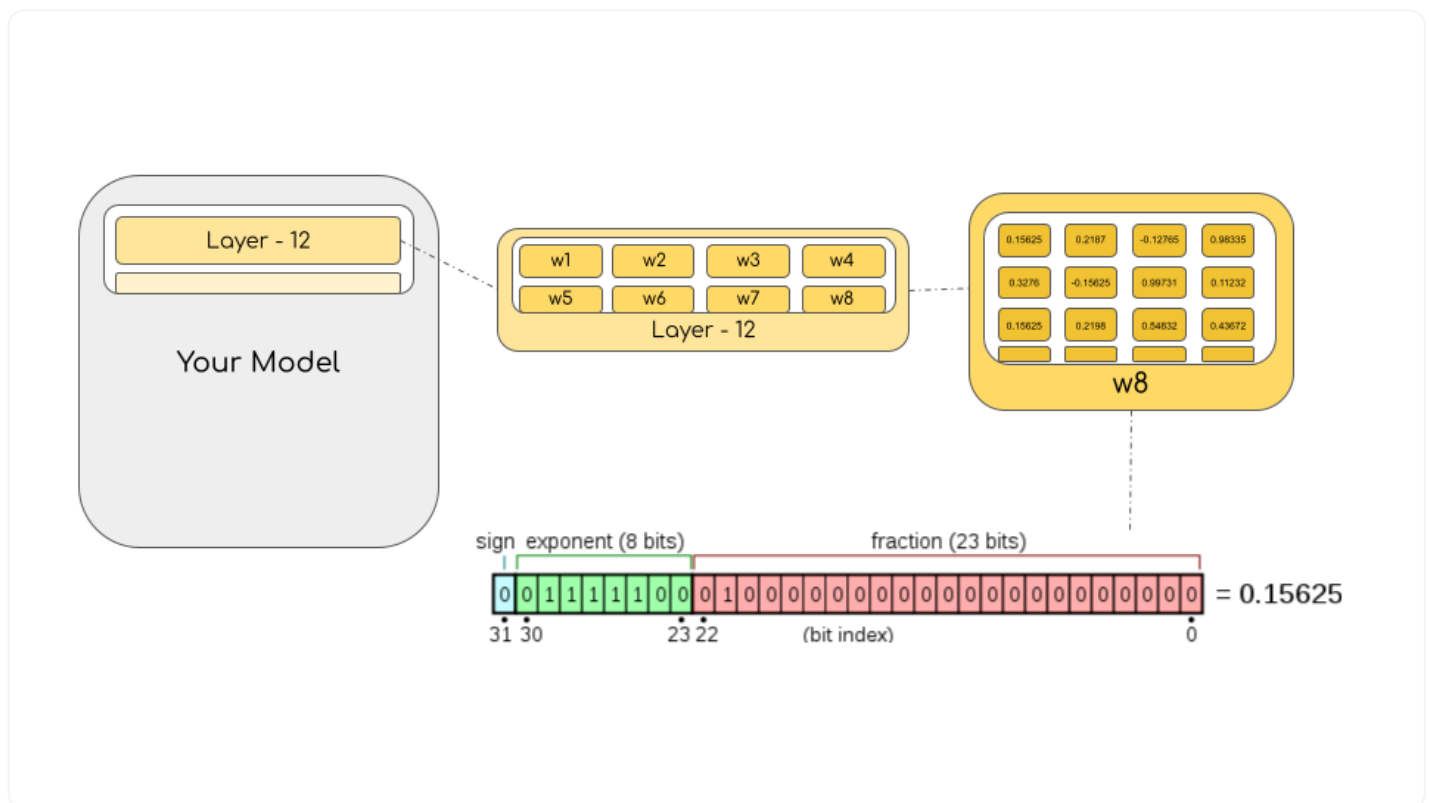 Layer - 12
Your Model
w1 w2 w3 w4
w5 w6 w7 w8
Layer - 12
0.15625 0.2187 -0.12765 0.98335
0.3276 -0.15625 0.99731 0.11232
0.15625 0.2198 0.54832 0.43672
w8
sign exponent (8 bits) fraction (23 bits)
0 0 1 1 1 1 1 0 0 0 1 0 0 0 0 0 0 0 0 0 0 0 0 0 0 0 0 0 0 0 0 0 = 0.15625
31 30 23 22 (bit index) 0